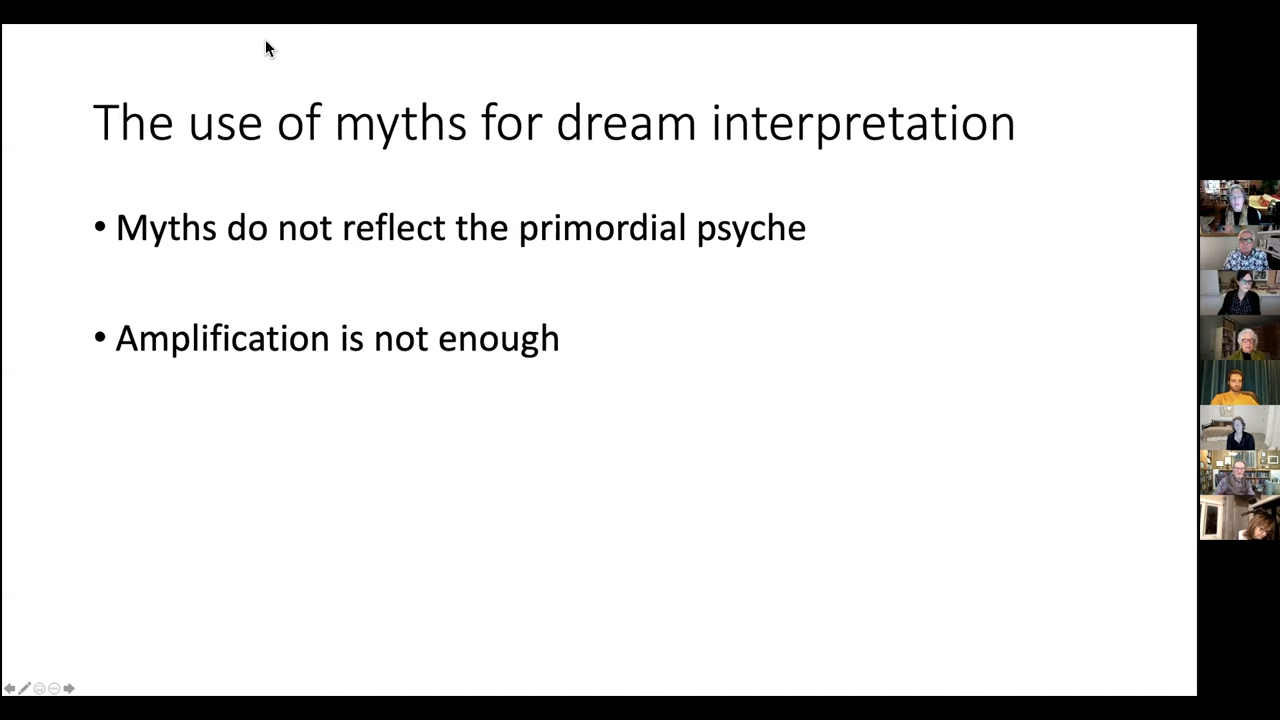 The use of myths for dream interpretation
• Myths do not reflect the primordial psyche
• Amplification is not enough